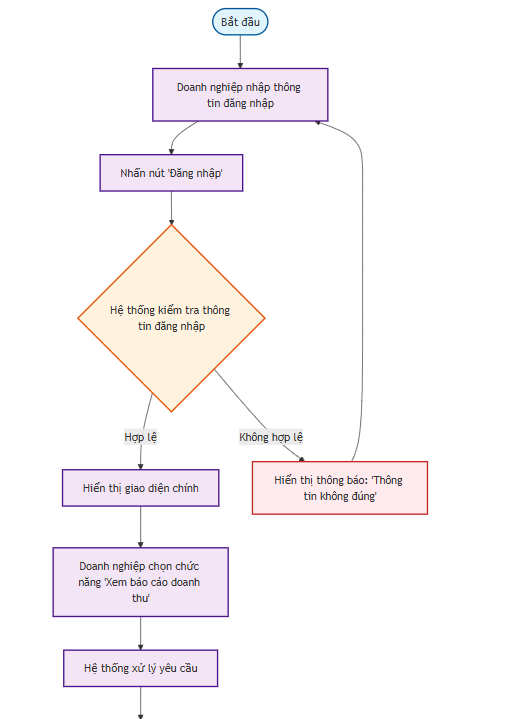 Bắt đầu
Doanh nghiệp nhập thông
tin đăng nhập
Nhấn nút 'Đăng nhập'
Hệ thống kiểm tra thông
tin đăng nhập
Hợp lệ
Không hợp lệ
Hiển thị giao diện chính
Hiển thị thông báo: 'Thông
tin không đúng'
Doanh nghiệp chọn chức
năng 'Xem báo cáo doanh
thu'
Hệ thống xử lý yêu cầu